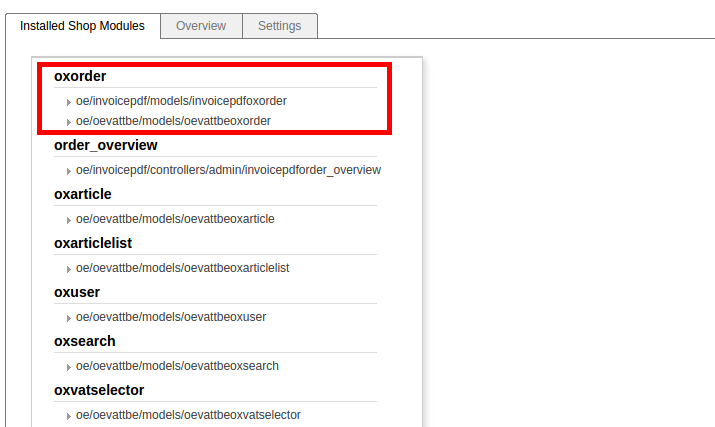 Installed Shop Modules
Overview
Settings
oxorder
oe/invoicepdf/models/invoicepdfoxorder
oe/oevattbe/models/oevattbeoxorder
order_overview
oe/invoicepdf/controllers/admin/invoicepdforder_overview
oxarticle
oe/oevattbe/models/oevattbeoxarticle
oxarticlelist
oe/oevattbe/models/oevattbeoxarticlelist
oxuser
oe/oevattbe/models/oevattbeoxuser
oxsearch
oe/oevattbe/models/oevattbeoxsearch
oxvatselector
oe/oevattbe/models/oevattbeoxvatselector